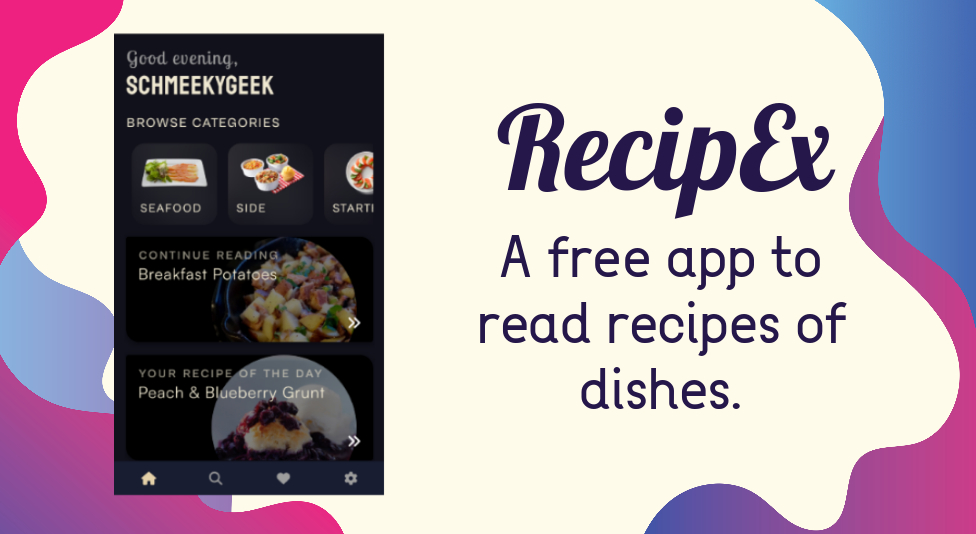 Good evening,
SCHMEEKYGEEK
BROWSE CATEGORIES
SEAFOOD
SIDE
STARTI
CONTINUE READING
Breakfast Potatoes
YOUR RECIPE OF THE DAY
Peach & Blueberry Grunt
RecipEx
A free app to
read recipes of
dishes.